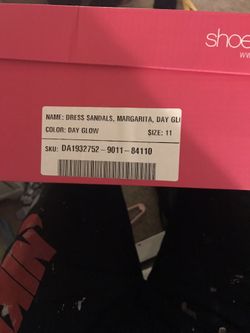 shoe
NAME: DRESS SANDALS, MARGARITA, DAY GL
COLOR: DAY GLOW SIZE: 11
SKU: DA1932752-9011-84110